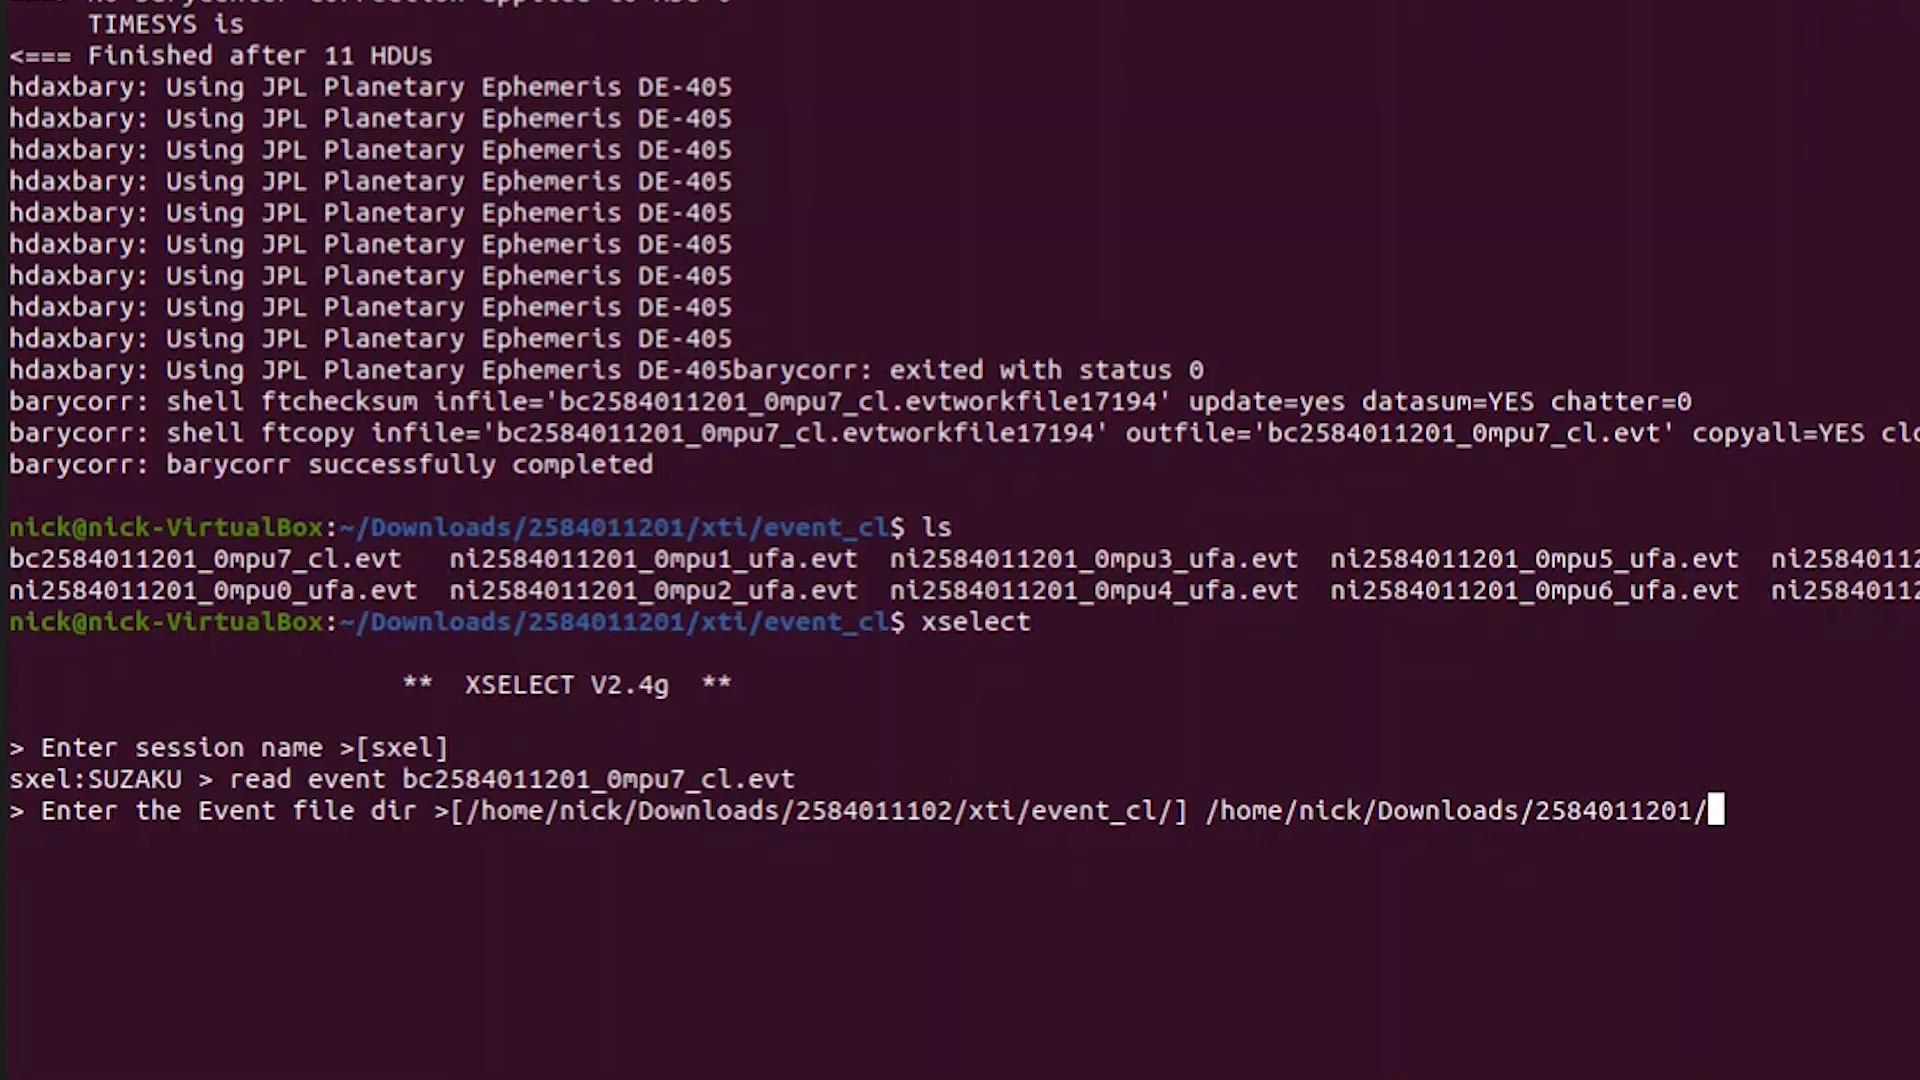 TIMESYS is
<=== Finished after 11 HDUs
hdaxbary: Using JPL Planetary Ephemeris DE-405
hdaxbary: Using JPL Planetary Ephemeris DE-405
hdaxbary: Using JPL Planetary Ephemeris DE-405
hdaxbary: Using JPL Planetary Ephemeris DE-405
hdaxbary: Using JPL Planetary Ephemeris DE-405
hdaxbary: Using JPL Planetary Ephemeris DE-405
hdaxbary: Using JPL Planetary Ephemeris DE-405
hdaxbary: Using JPL Planetary Ephemeris DE-405
hdaxbary: Using JPL Planetary Ephemeris DE-405
hdaxbary: Using JPL Planetary Ephemeris DE-405barycorr: exited with status 0
barycorr: shell ftchecksum infile='bc2584011201_0mpu7_cl.evtworkfile17194' update=yes datasum=YES chatter=0
barycorr: shell ftcopy infile='bc2584011201_0mpu7_cl.evtworkfile17194' outfile='bc2584011201_0mpu7_cl.evt' copyall=YES clo
barycorr: barycorr successfully completed
nick@nick-VirtualBox:~/Downloads/2584011201/xti/event_cl$ ls
bc2584011201_0mpu7_cl.evt ni2584011201_0mpu1_ufa.evt ni2584011201_0mpu3_ufa.evt ni2584011201_0mpu5_ufa.evt ni25840112
ni2584011201_0mpu0_ufa.evt ni2584011201_0mpu2_ufa.evt ni2584011201_0mpu4_ufa.evt ni2584011201_0mpu6_ufa.evt ni25840112
nick@nick-VirtualBox:~/Downloads/2584011201/xti/event_cl$ xselect
** XSELECT V2.4g **
> Enter session name >[sxel]
sxel:SUZAKU > read event bc2584011201_0mpu7_cl.evt
> Enter the Event file dir >[/home/nick/Downloads/2584011102/xti/event_cl/] /home/nick/Downloads/2584011201/